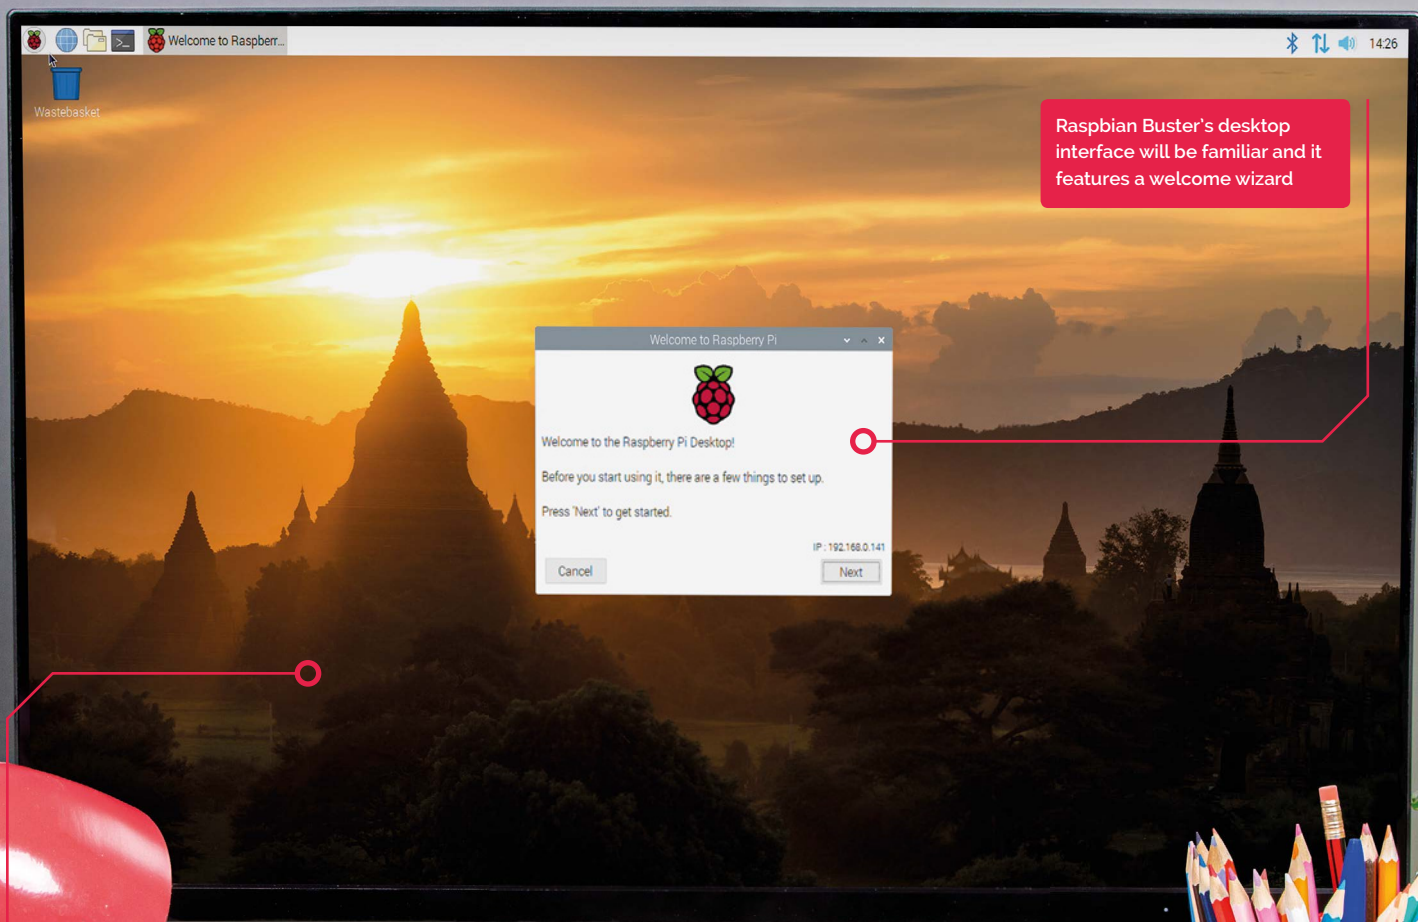 Welcome to Raspberr...
14:26
Wastebasket
Raspbian Buster's desktop
interface will be familiar and it
features a welcome wizard
Welcome to Raspberry Pi
Welcome to the Raspberry Pi Desktop!
Before you start using it, there are a few things to set up.
Press 'Next' to get started.
IP : 192.168.0.141
Cancel
Next